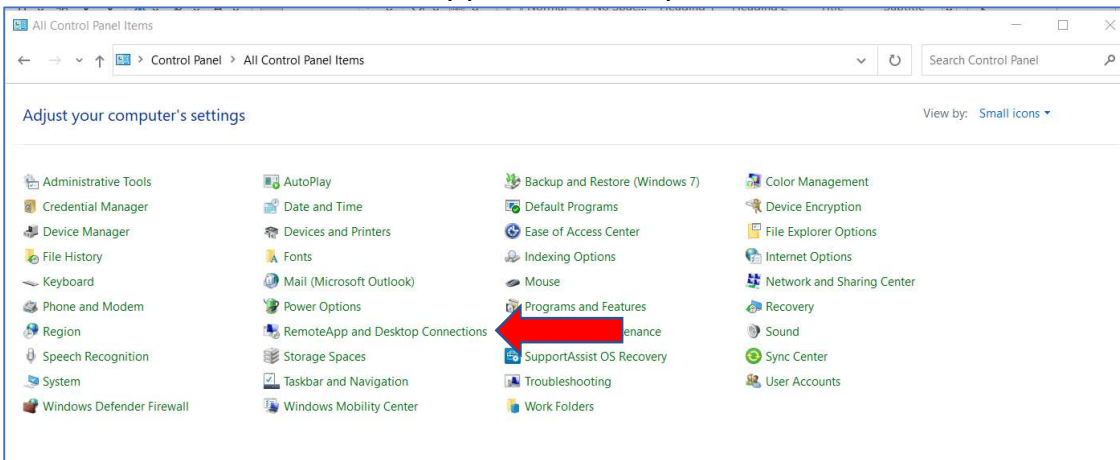 All Control Panel Items
Control Panel > All Control Panel Items
Search Control Panel
Adjust your computer's settings
View by: Small icons
Administrative Tools AutoPlay Backup and Restore (Windows 7) Color Management
Credential Manager Date and Time Default Programs Device Encryption
Device Manager Devices and Printers Ease of Access Center File Explorer Options
File History Fonts Indexing Options Internet Options
Keyboard Mail (Microsoft Outlook) Mouse Network and Sharing Center
Phone and Modem Power Options Programs and Features Recovery
Region RemoteApp and Desktop Connections enance Sound
Speech Recognition Storage Spaces SupportAssist OS Recovery Sync Center
System Taskbar and Navigation Troubleshooting User Accounts
Windows Defender Firewall Windows Mobility Center Work Folders